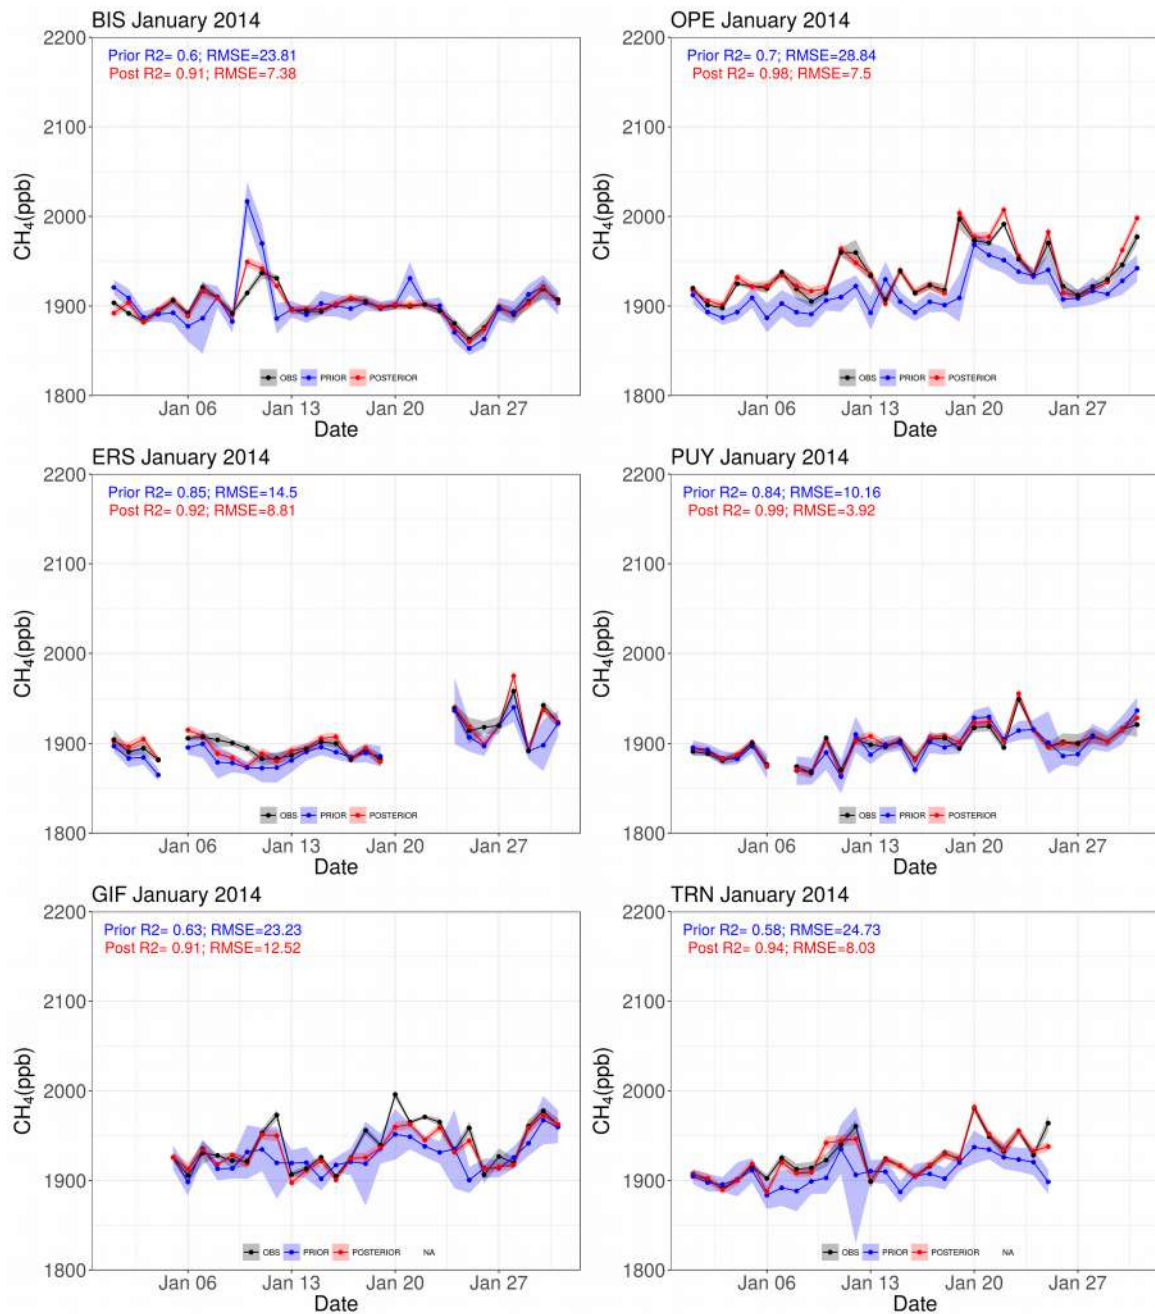 BIS January 2014
Prior R2= 0.6; RMSE=23.81
Post R2= 0.91; RMSE=7.38
CH₄(ppb)
2200
2100
2000
1900
1800
OBS PRIOR POSTERIOR
Jan 06 Jan 13 Jan 20 Jan 27
Date
OPE January 2014
Prior R2= 0.7; RMSE=28.84
Post R2= 0.98; RMSE=7.5
CH₄(ppb)
2200
2100
2000
1900
1800
OBS PRIOR POSTERIOR
Jan 06 Jan 13 Jan 20 Jan 27
Date
ERS January 2014
Prior R2= 0.85; RMSE=14.5
Post R2= 0.92; RMSE=8.81
CH₄(ppb)
2200
2100
2000
1900
1800
OBS PRIOR POSTERIOR
Jan 06 Jan 13 Jan 20 Jan 27
Date
PUY January 2014
Prior R2= 0.84; RMSE=10.16
Post R2= 0.99; RMSE=3.92
CH₄(ppb)
2200
2100
2000
1900
1800
OBS PRIOR POSTERIOR
Jan 06 Jan 13 Jan 20 Jan 27
Date
GIF January 2014
Prior R2= 0.63; RMSE=23.23
Post R2= 0.91; RMSE=12.52
CH₄(ppb)
2200
2100
2000
1900
1800
OBS PRIOR POSTERIOR NA
Jan 06 Jan 13 Jan 20 Jan 27
Date
TRN January 2014
Prior R2= 0.58; RMSE=24.73
Post R2= 0.94; RMSE=8.03
CH₄(ppb)
2200
2100
2000
1900
1800
OBS PRIOR POSTERIOR NA
Jan 06 Jan 13 Jan 20 Jan 27
Date